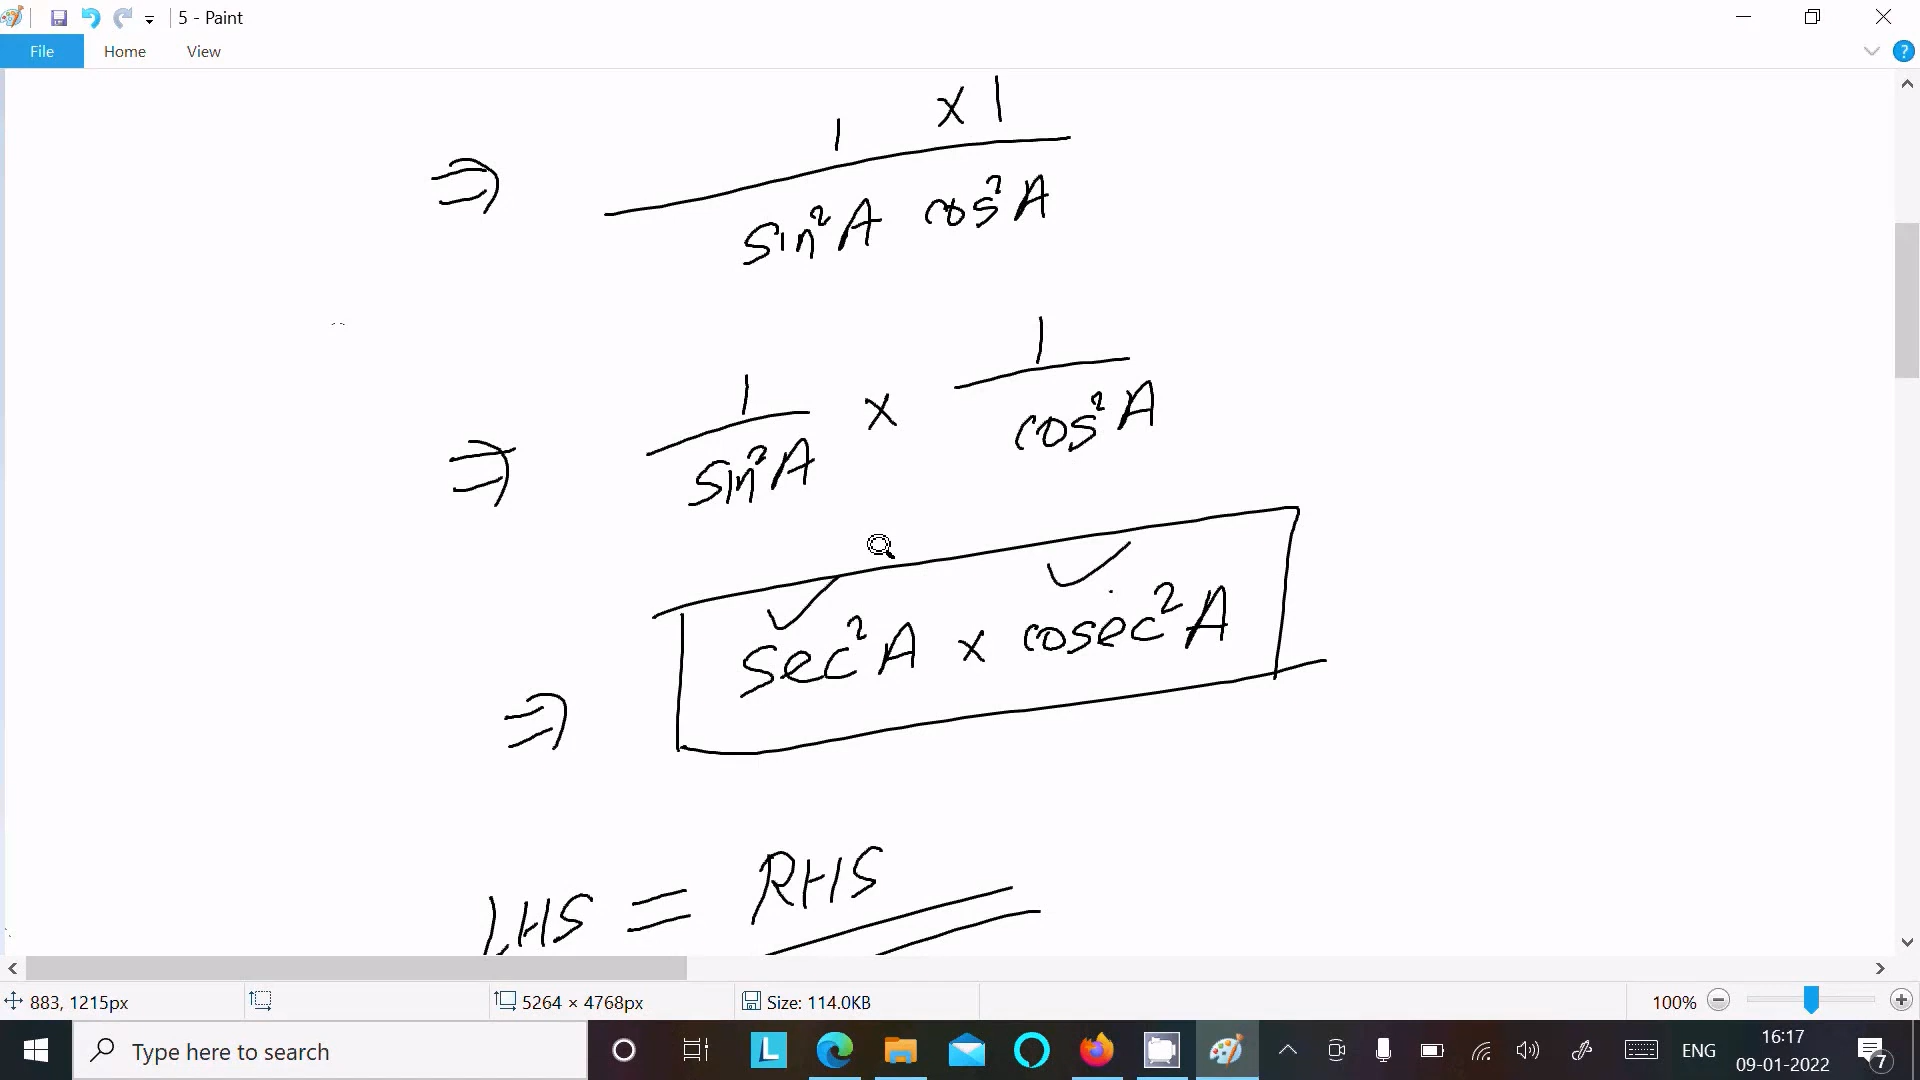 5 - Paint
File Home View
1 × 1
sin²A cos²A
⇒
1 1
⇒ × 
sin²A cos²A
⇒ sec²A × cosec²A
LHS = RHS
883, 1215px 5264 × 4768px Size: 114.0KB 100%
Type here to search ENG 16:17
09-01-2022 7